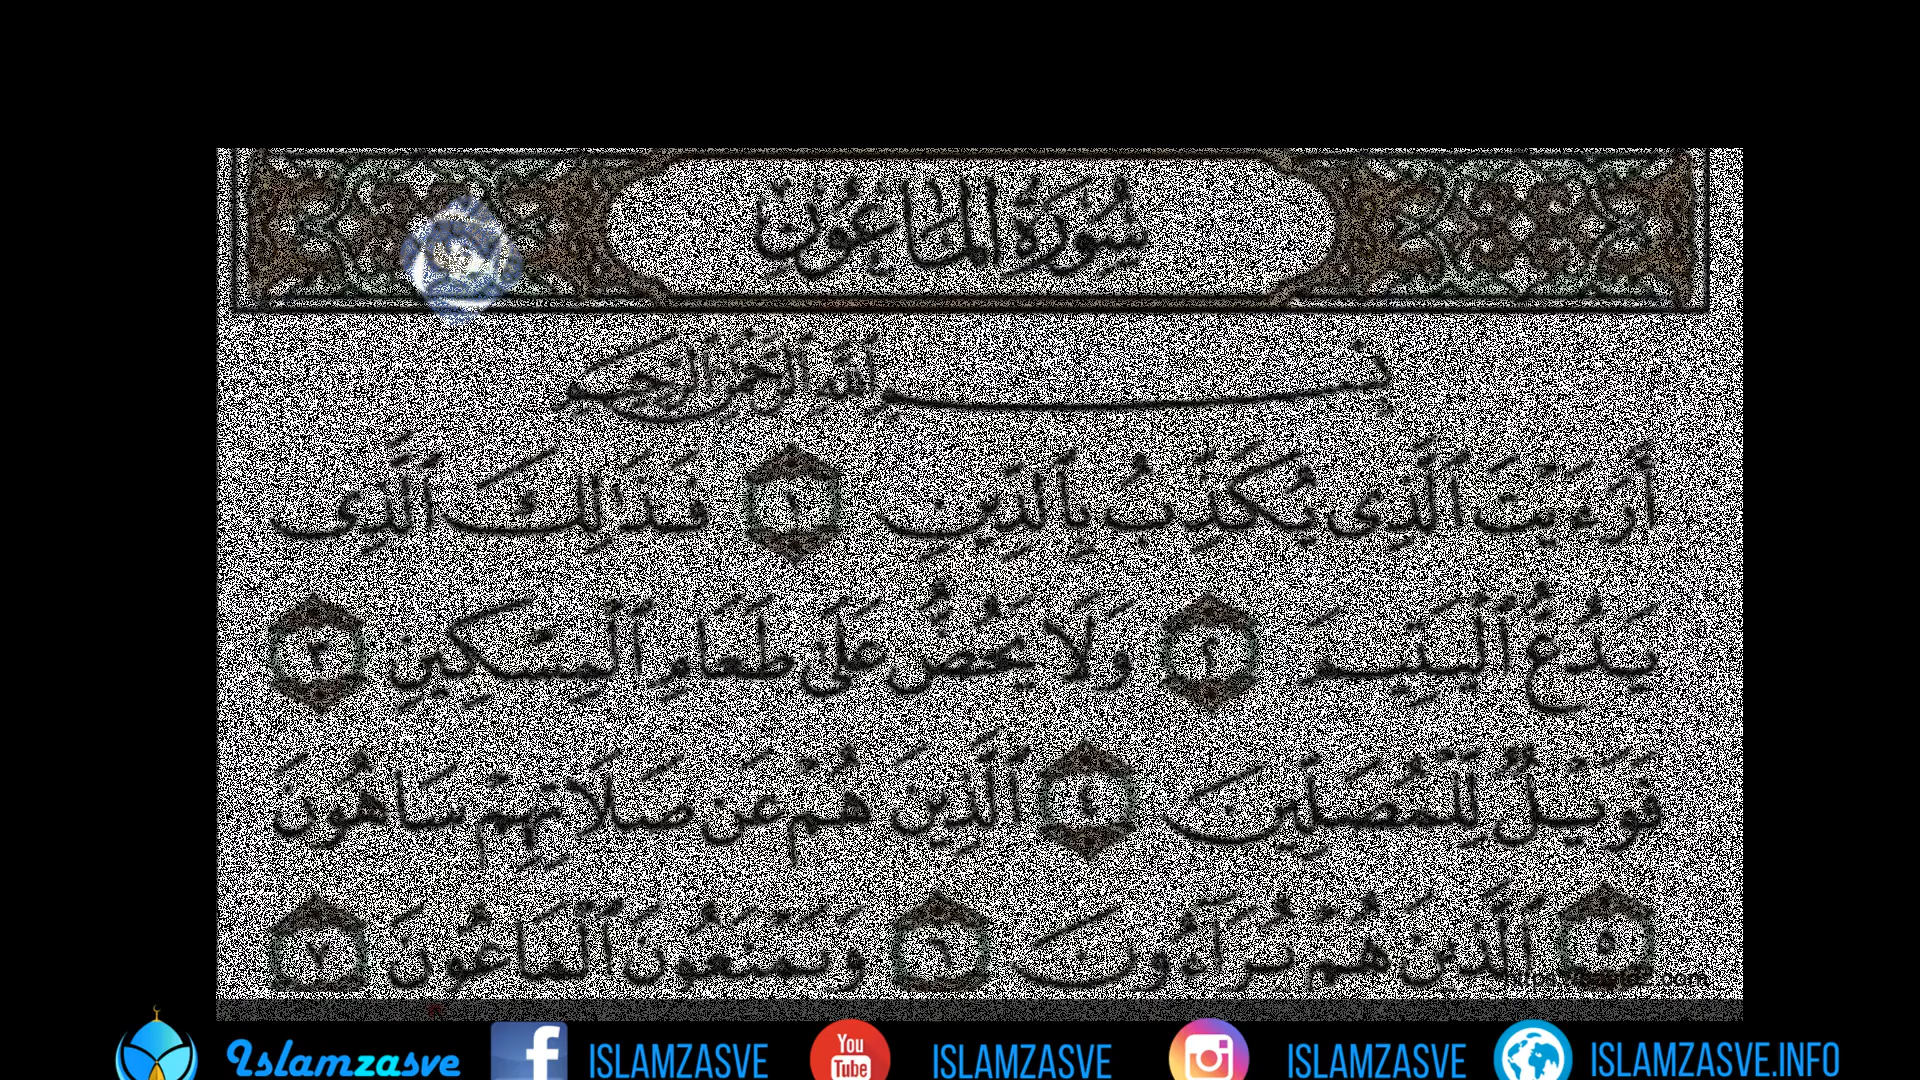 سُورَةُ المَاعُونِ
بِسْمِ ٱللَّهِ ٱلرَّحْمَٰنِ ٱلرَّحِيمِ
أَرَءَيْتَ ٱلَّذِى يُكَذِّبُ بِٱلدِّينِ ١ فَذَٰلِكَ ٱلَّذِى
يَدُعُّ ٱلْيَتِيمَ ٢ وَلَا يَحُضُّ عَلَىٰ طَعَامِ ٱلْمِسْكِينِ ٣
فَوَيْلٌ لِّلْمُصَلِّينَ ٤ ٱلَّذِينَ هُمْ عَن صَلَاتِهِمْ سَاهُونَ
٥ ٱلَّذِينَ هُمْ يُرَآءُونَ ٦ وَيَمْنَعُونَ ٱلْمَاعُونَ ٧
Islamzasve f ISLAMZASVE You Tube ISLAMZASVE ISLAMZASVE ISLAMZASVE.INFO